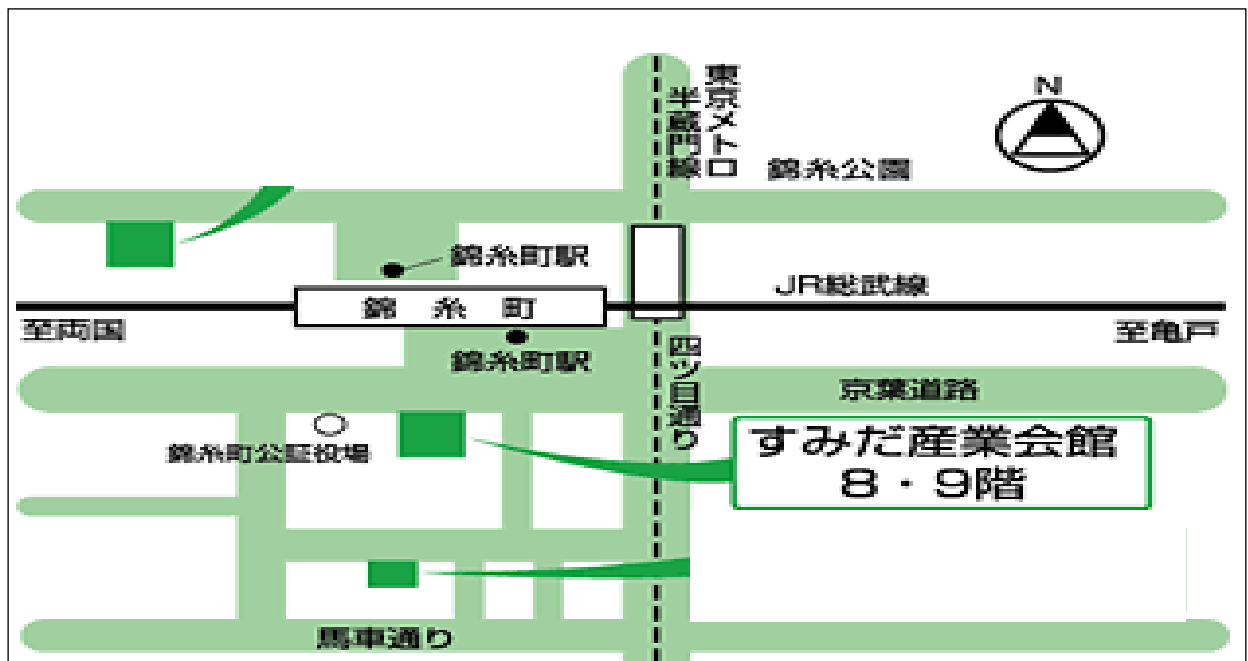 東京メトロ
半蔵門線
N
錦糸公園
錦糸町駅
JR総武線
錦糸町
至両国
至亀戸
錦糸町駅
四ツ目通り
京葉道路
錦糸町公証役場
すみだ産業会館
8・9階
馬車通り